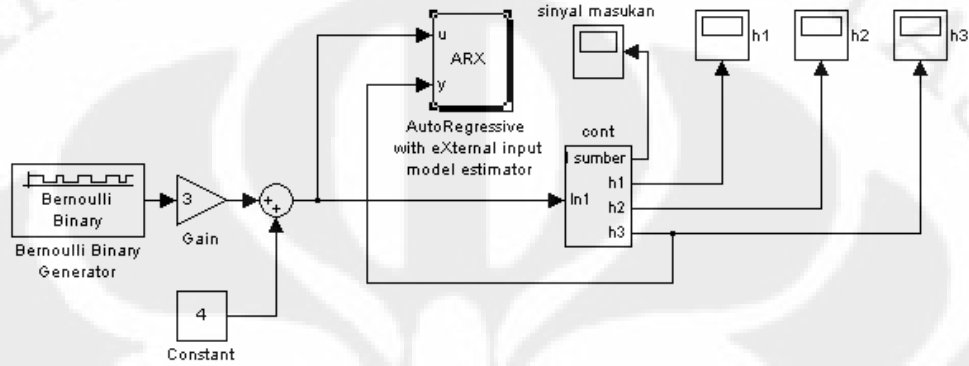 sinyal masukan
h1
h2
h3
u
ARX
y
AutoRegressive
with eXternal input
model estimator
cont
sumber
h1
In1
h2
h3
Bernoulli
Binary
Bernoulli Binary
Generator
3
Gain
+
+
4
Constant